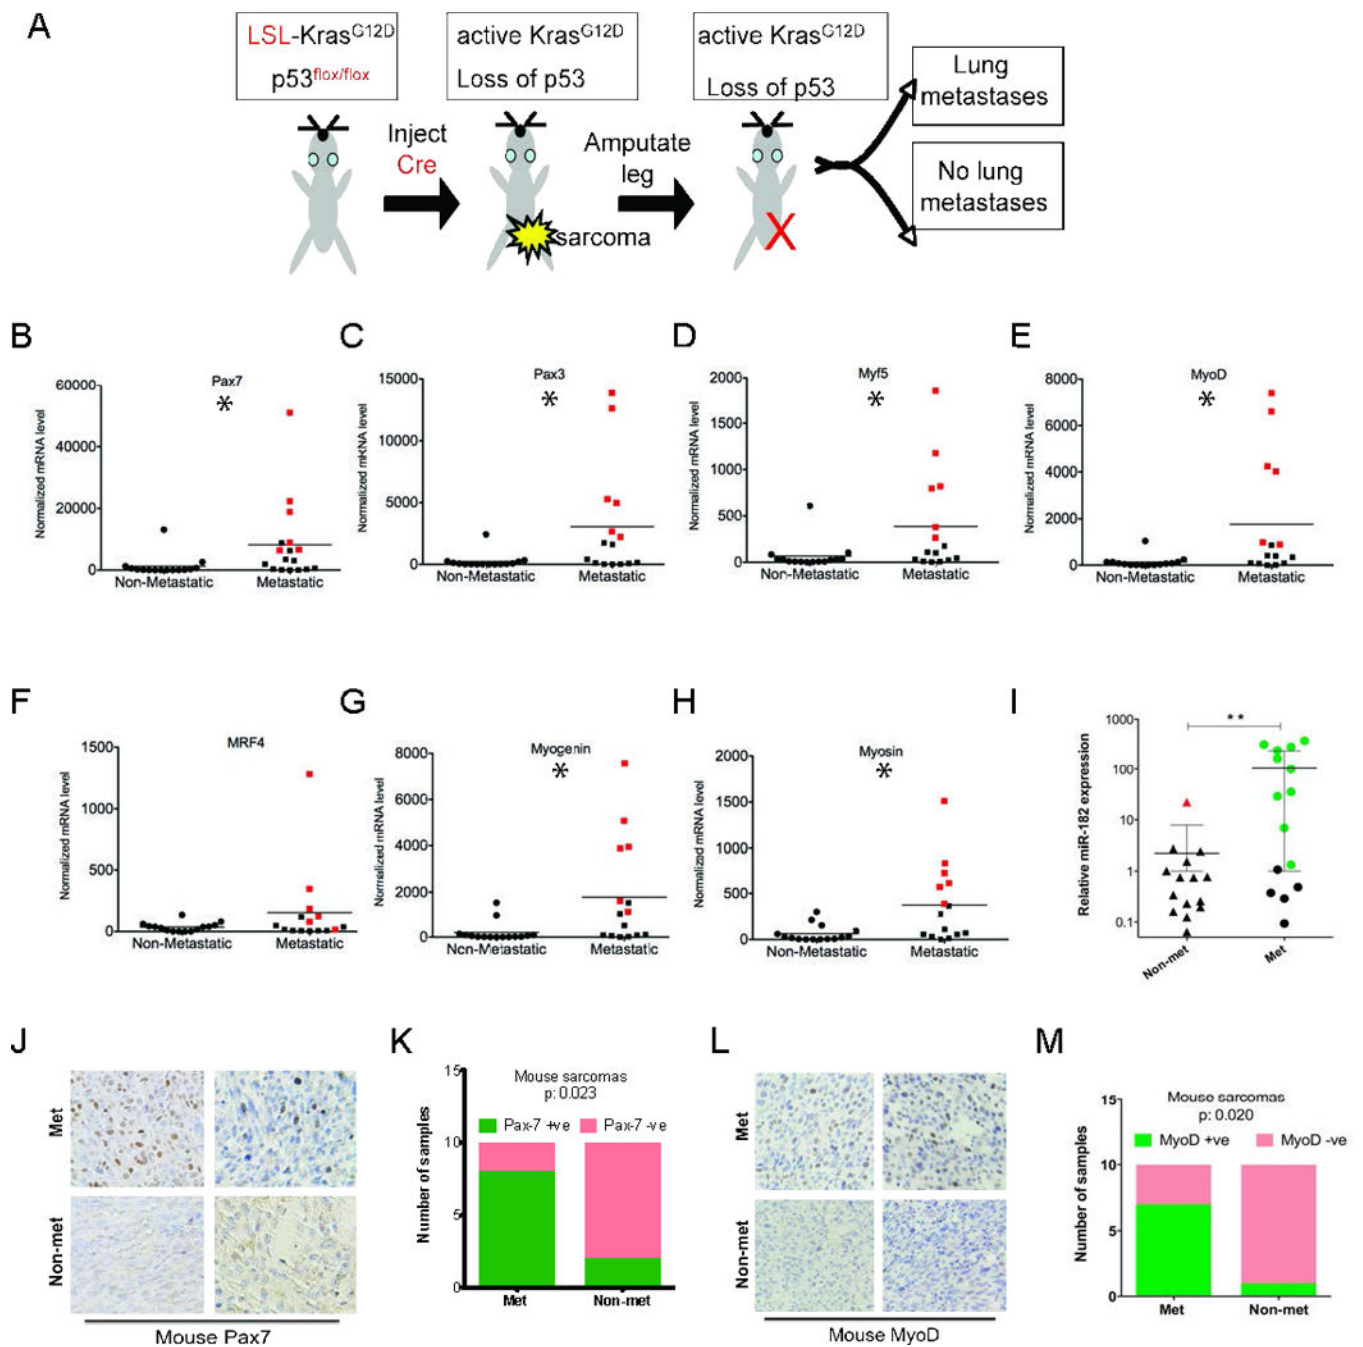 A
LSL-KrasG12D
p53flox/flox
active KrasG12D
Loss of p53
active KrasG12D
Loss of p53
Lung
metastases
No lung
metastases
Inject
Cre
Amputate
leg
sarcoma
B
Pax7
*
Normalized mRNA level
60000
40000
20000
0
Non-Metastatic
Metastatic
C
Pax3
*
Normalized mRNA level
15000
10000
5000
0
Non-Metastatic
Metastatic
D
Myf5
*
Normalized mRNA level
2000
1500
1000
500
0
Non-Metastatic
Metastatic
E
MyoD
*
Normalized mRNA level
8000
6000
4000
2000
0
Non-Metastatic
Metastatic
F
MRF4
Normalized mRNA level
1500
1000
500
0
Non-Metastatic
Metastatic
G
Myogenin
*
Normalized mRNA level
8000
6000
4000
2000
0
Non-Metastatic
Metastatic
H
Myosin
*
Normalized mRNA level
2000
1500
1000
500
0
Non-Metastatic
Metastatic
I
**
Relative miR-182 expression
1000
100
10
1
0.1
Non-met
Met
J
Met
Non-met
Mouse Pax7
K
Mouse sarcomas
p: 0.023
Pax-7 +ve
Pax-7 -ve
Number of samples
15
10
5
0
Met
Non-met
L
Met
Non-met
Mouse MyoD
M
Mouse sarcomas
p: 0.020
MyoD +ve
MyoD -ve
Number of samples
15
10
5
0
Met
Non-met